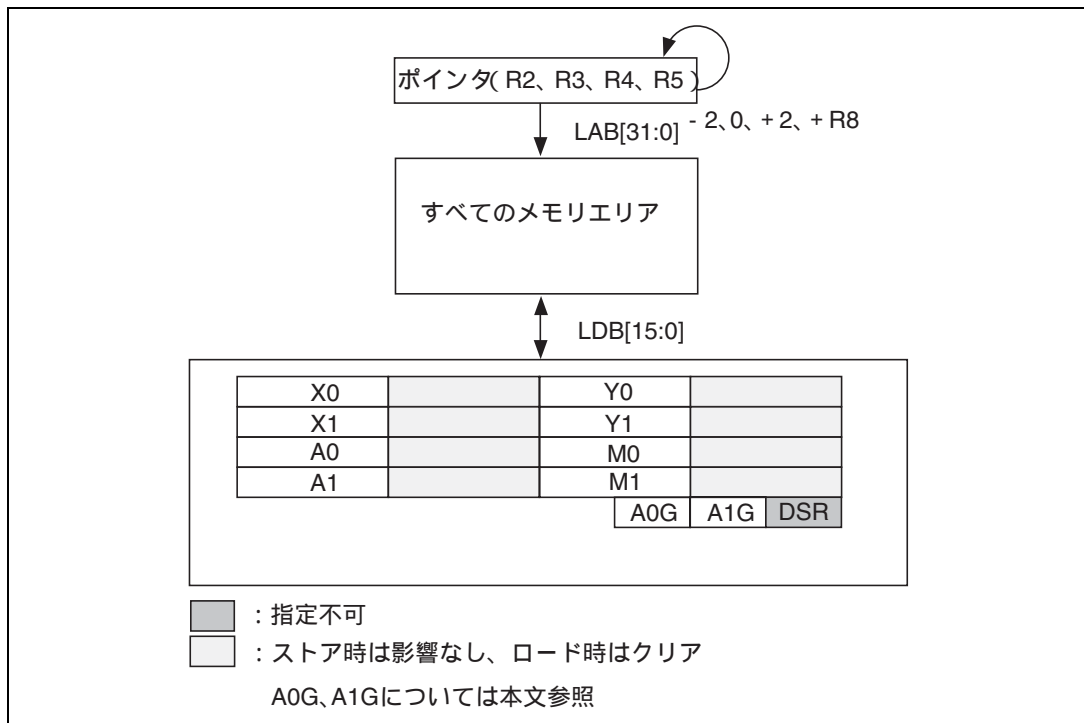 ポインタ( R2、R3、R4、R5 )
LAB[31:0]
- 2、0、+ 2、+ R8
すべてのメモリエリア
LDB[15:0]
X0 Y0
X1 Y1
A0 M0
A1 M1
A0G A1G DSR
: 指定不可
: ストア時は影響なし、ロード時はクリア
A0G、A1Gについては本文参照